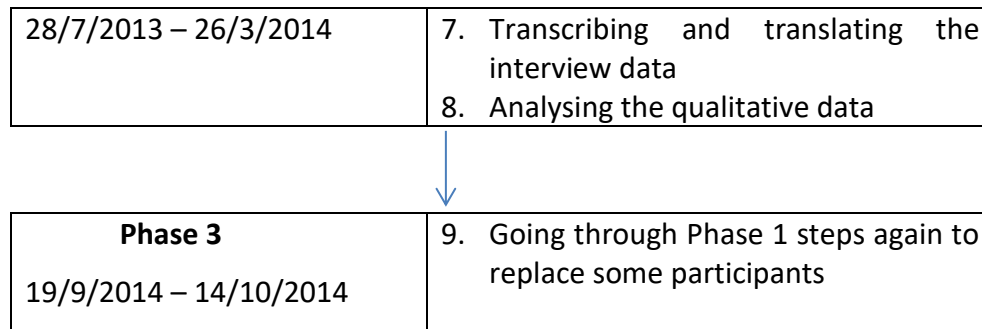 28/7/2013 – 26/3/2014
7. Transcribing and translating the
interview data
8. Analysing the qualitative data
Phase 3
19/9/2014 – 14/10/2014
9. Going through Phase 1 steps again to
replace some participants